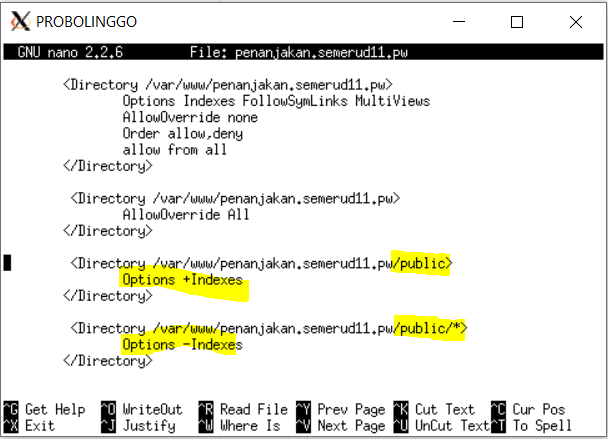 PROBOLINGGO
GNU nano 2.2.6 File: penanjakan.semerud11.pw
<Directory /var/www/penanjakan.semerud11.pw>
Options Indexes FollowSymLinks MultiViews
AllowOverride none
Order allow,deny
allow from all
</Directory>
<Directory /var/www/penanjakan.semerud11.pw>
AllowOverride All
</Directory>
<Directory /var/www/penanjakan.semerud11.pw/public>
Options +Indexes
</Directory>
<Directory /var/www/penanjakan.semerud11.pw/public/*>
Options -Indexes
</Directory>
^G Get Help ^O WriteOut ^R Read File ^Y Prev Page ^K Cut Text ^C Cur Pos
^X Exit ^J Justify ^W Where Is ^V Next Page ^U UnCut Text^T To Spell